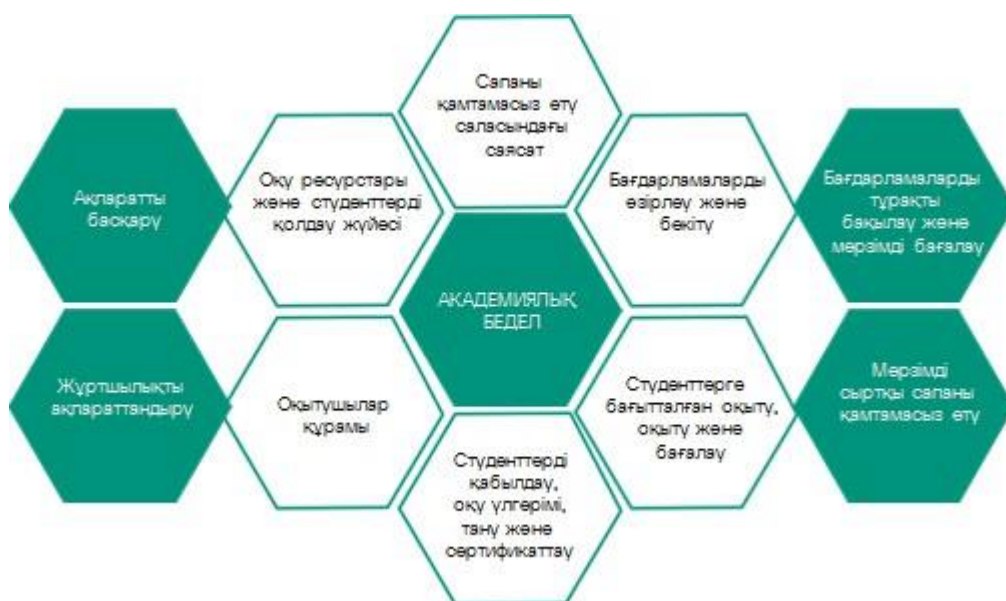 Сапаны
қамтамасыз ету
саласындағы
саясат
Ақпаратты
басқару
Оқу ресурстары
және студенттерді
қолдау жүйесі
Бағдарламаларды
әзірлеу және
бекіту
Бағдарламаларды
тұрақты
бақылау және
мерзімді бағалау
АКАДЕМИЯЛЫҚ
БЕДЕЛ
Жұртшылықты
ақпараттандыру
Оқытушылар
құрамы
Студенттерге
бағытталған оқыту,
оқыту және
бағалау
Мерзімді
сыртқы сапаны
қамтамасыз ету
Студенттерді
қабылдау,
оқу үлгерімі,
тану және
сертификаттау